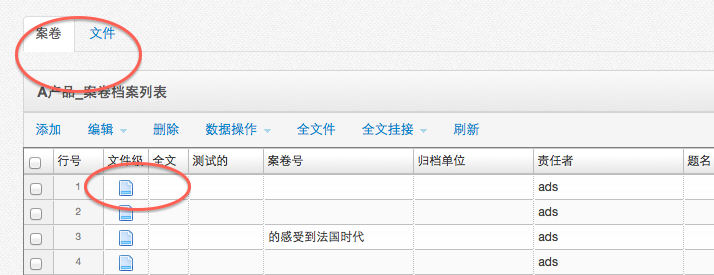 案卷 文件
A产品_案卷档案列表
添加 编辑 删除 数据操作 全文件 全文挂接 刷新
行号 文件级 全文 测试的 案卷号 归档单位 责任者 题名
1 ads
2 ads
3 的感受到法国时代 ads
4 ads